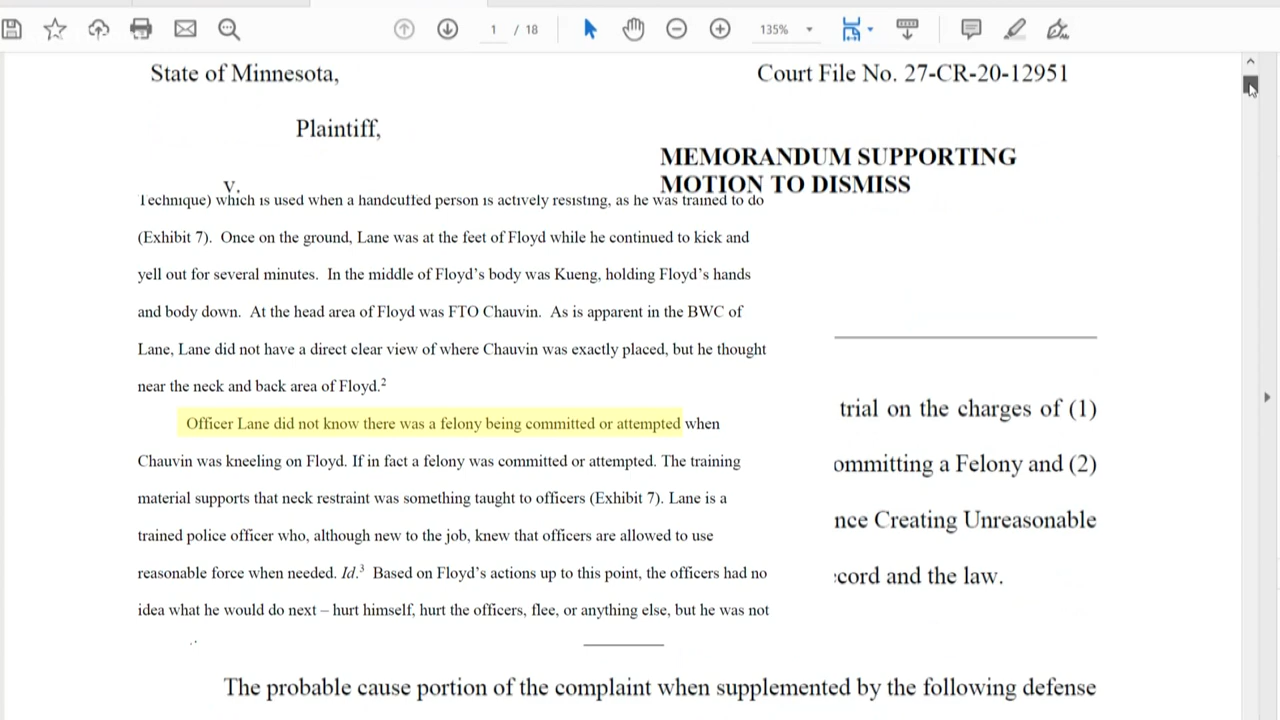 1 / 18
135%
State of Minnesota,
Court File No. 27-CR-20-12951
Plaintiff,
MEMORANDUM SUPPORTING
MOTION TO DISMISS
v.
Technique) which is used when a handcuffed person is actively resisting, as he was trained to do
(Exhibit 7). Once on the ground, Lane was at the feet of Floyd while he continued to kick and
yell out for several minutes. In the middle of Floyd’s body was Kueng, holding Floyd’s hands
and body down. At the head area of Floyd was FTO Chauvin. As is apparent in the BWC of
Lane, Lane did not have a direct clear view of where Chauvin was exactly placed, but he thought
near the neck and back area of Floyd.2
Officer Lane did not know there was a felony being committed or attempted when
Chauvin was kneeling on Floyd. If in fact a felony was committed or attempted. The training
material supports that neck restraint was something taught to officers (Exhibit 7). Lane is a
trained police officer who, although new to the job, knew that officers are allowed to use
reasonable force when needed. Id.3 Based on Floyd’s actions up to this point, the officers had no
idea what he would do next – hurt himself, hurt the officers, flee, or anything else, but he was not
trial on the charges of (1)
ommitting a Felony and (2)
nce Creating Unreasonable
cord and the law.
The probable cause portion of the complaint when supplemented by the following defense